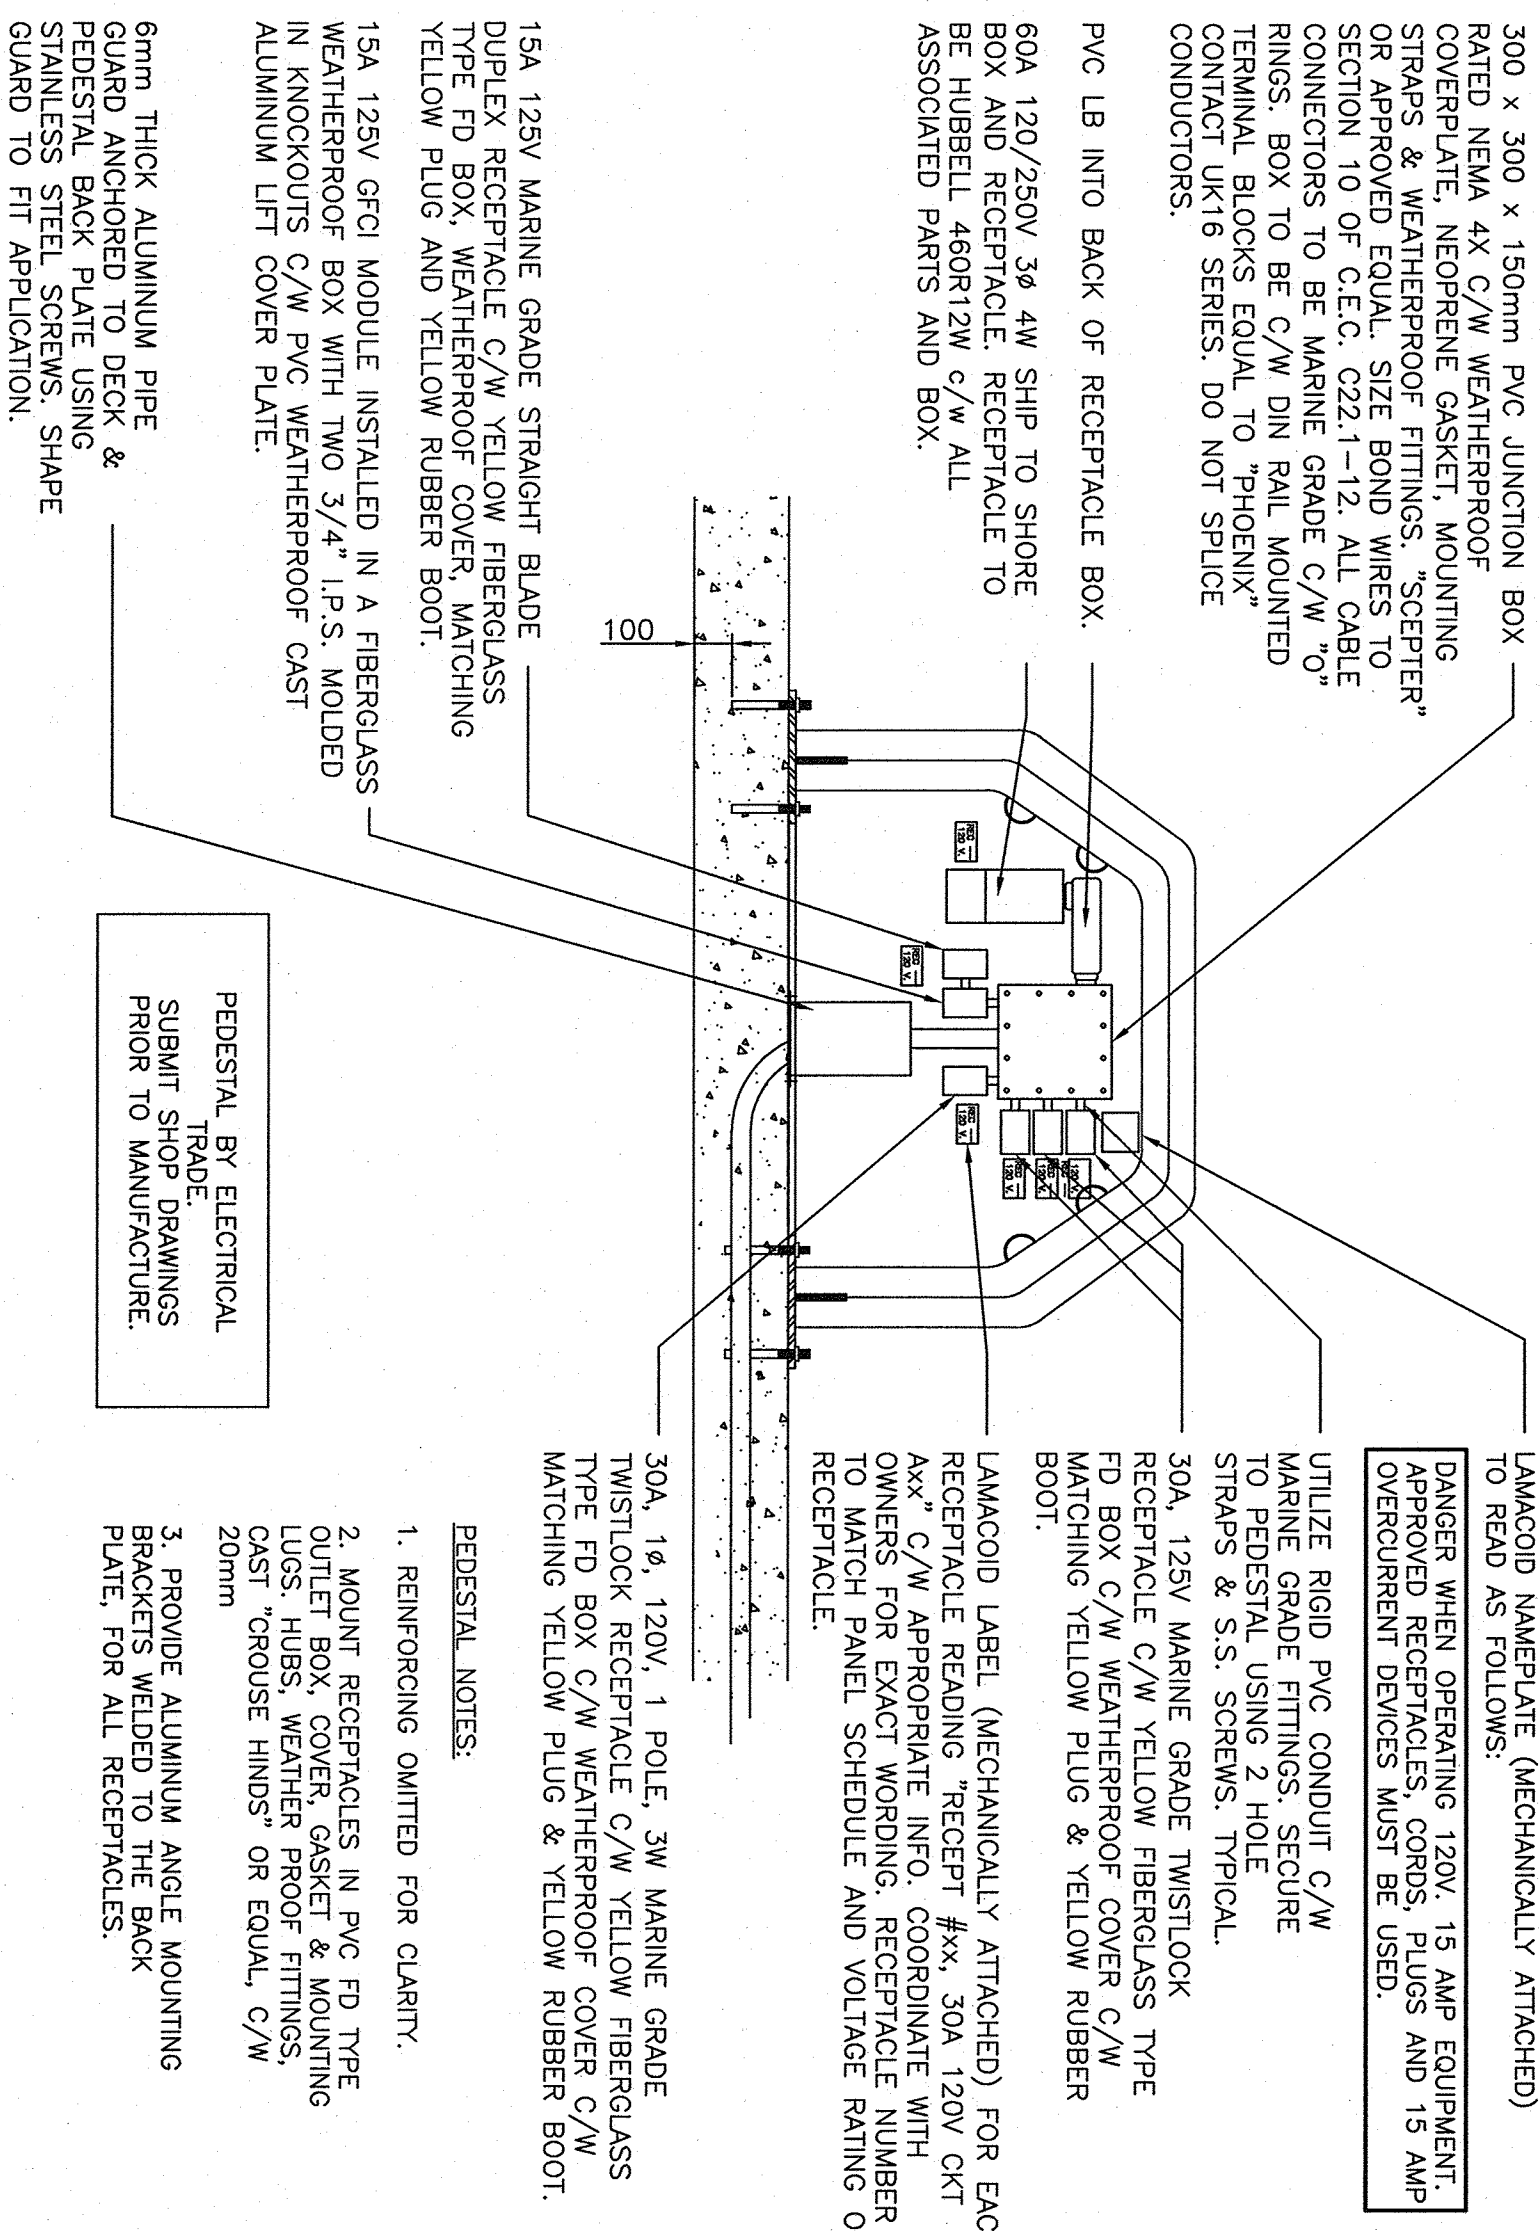 300 x 300 x 150mm PVC JUNCTION BOX
RATED NEMA 4X C/W WEATHERPROOF
COVERPLATE, NEOPRENE GASKET, MOUNTING
STRAPS & WEATHERPROOF FITTINGS. "SCEPTER"
OR APPROVED EQUAL. SIZE BOND WIRES TO
SECTION 10 OF C.E.C. C22.1-12. ALL CABLE
CONNECTORS TO BE MARINE GRADE C/W "O"
RINGS. BOX TO BE C/W DIN RAIL MOUNTED
TERMINAL BLOCKS EQUAL TO "PHOENIX"
CONTACT UK16 SERIES. DO NOT SPLICE
CONDUCTORS.
PVC LB INTO BACK OF RECEPTACLE BOX.
60A 120/250V 3ø 4W SHIP TO SHORE
BOX AND RECEPTACLE. RECEPTACLE TO
BE HUBBELL 460R12W c/w ALL
ASSOCIATED PARTS AND BOX.
15A 125V MARINE GRADE STRAIGHT BLADE
DUPLEX RECEPTACLE C/W YELLOW FIBERGLASS
TYPE FD BOX, WEATHERPROOF COVER, MATCHING
YELLOW PLUG AND YELLOW RUBBER BOOT.
15A 125V GFCI MODULE INSTALLED IN A FIBERGLASS
WEATHERPROOF BOX WITH TWO 3/4" I.P.S. MOLDED
IN KNOCKOUTS C/W PVC WEATHERPROOF CAST
ALUMINUM LIFT COVER PLATE.
6mm THICK ALUMINUM PIPE
GUARD ANCHORED TO DECK &
PEDESTAL BACK PLATE USING
STAINLESS STEEL SCREWS. SHAPE
GUARD TO FIT APPLICATION.
100
REC —
120 V.
REC —
120 V.
REC —
120 V.
REC —
120 V.
REC —
120 V.
REC —
120 V.
PEDESTAL BY ELECTRICAL
TRADE.
SUBMIT SHOP DRAWINGS
PRIOR TO MANUFACTURE.
LAMACOID NAMEPLATE (MECHANICALLY ATTACHED)
TO READ AS FOLLOWS:
DANGER WHEN OPERATING 120V. 15 AMP EQUIPMENT.
APPROVED RECEPTACLES, CORDS, PLUGS AND 15 AMP
OVERCURRENT DEVICES MUST BE USED.
UTILIZE RIGID PVC CONDUIT C/W
MARINE GRADE FITTINGS. SECURE
TO PEDESTAL USING 2 HOLE
STRAPS & S.S. SCREWS. TYPICAL.
30A, 125V MARINE GRADE TWISTLOCK
RECEPTACLE C/W YELLOW FIBERGLASS TYPE
FD BOX C/W WEATHERPROOF COVER C/W
MATCHING YELLOW PLUG & YELLOW RUBBER
BOOT.
LAMACOID LABEL (MECHANICALLY ATTACHED) FOR EAC
RECEPTACLE READING "RECEPT #xx, 30A 120V CKT
Axx" C/W APPROPRIATE INFO. COORDINATE WITH
OWNERS FOR EXACT WORDING. RECEPTACLE NUMBER
TO MATCH PANEL SCHEDULE AND VOLTAGE RATING O
RECEPTACLE.
30A, 1ø, 120V, 1 POLE, 3W MARINE GRADE
TWISTLOCK RECEPTACLE C/W YELLOW FIBERGLASS
TYPE FD BOX C/W WEATHERPROOF COVER C/W
MATCHING YELLOW PLUG & YELLOW RUBBER BOOT.
PEDESTAL NOTES:
1. REINFORCING OMITTED FOR CLARITY.
2. MOUNT RECEPTACLES IN PVC FD TYPE
OUTLET BOX, COVER, GASKET & MOUNTING
LUGS. HUBS, WEATHER PROOF FITTINGS,
CAST "CROUSE HINDS" OR EQUAL, C/W
20mm
3. PROVIDE ALUMINUM ANGLE MOUNTING
BRACKETS WELDED TO THE BACK
PLATE, FOR ALL RECEPTACLES.